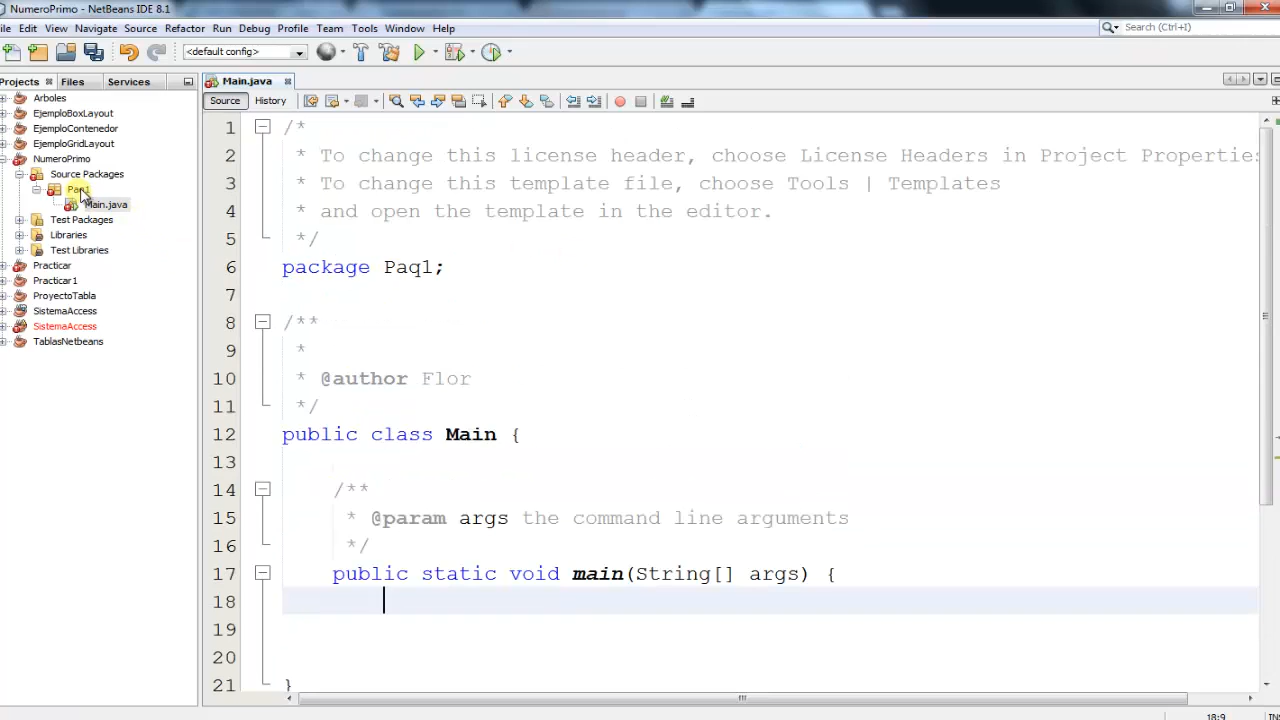 NumeroPrimo - NetBeans IDE 8.1
ile Edit View Navigate Source Refactor Run Debug Profile Team Tools Window Help
Search (Ctrl+I)
<default config>
Projects Files Services
Main.java
Source History
Arboles
EjemploBoxLayout
EjemploContenedor
EjemploGridLayout
NumeroPrimo
Source Packages
Paq1
Main.java
Test Packages
Libraries
Test Libraries
Practicar
Practicar1
ProyectoTabla
SistemaAccess
SistemaAccess
TablasNetbeans
1 /*
2 * To change this license header, choose License Headers in Project Properties
3 * To change this template file, choose Tools | Templates
4 * and open the template in the editor.
5 */
6 package Paq1;
7
8 /**
9 *
10 * @author Flor
11 */
12 public class Main {
13
14 /**
15 * @param args the command line arguments
16 */
17 public static void main(String[] args) {
18
19
20
21 }
18:9 IN